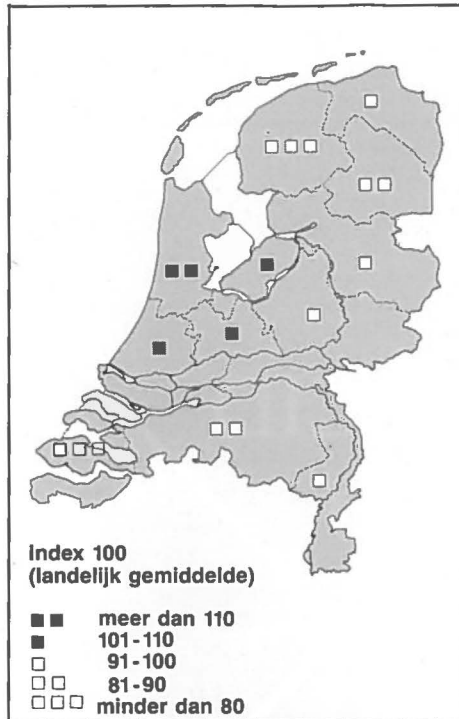 index 100
(landelijk gemiddelde)
meer dan 110
101-110
91-100
81-90
minder dan 80